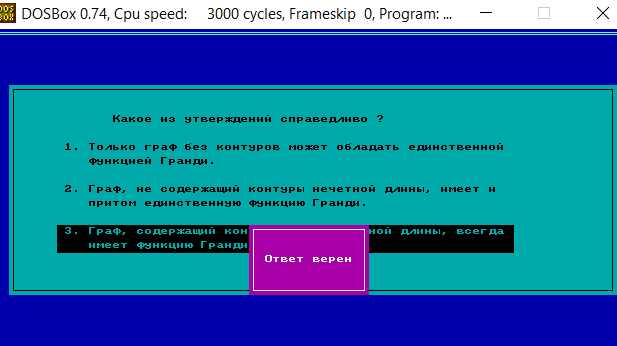 DOS
BOX
DOSBox 0.74, Cpu speed: 3000 cycles, Frameskip 0, Program: ...
Какое из утверждений справедливо ?
1. Только граф без контуров может обладать единственной
функцией Гранди.
2. Граф, не содержащий контуры нечетной длины, имеет и
притом единственную функцию Гранди.
3. Граф, содержащий кон ной длины, всегда
имеет функцию Гранди
Ответ верен